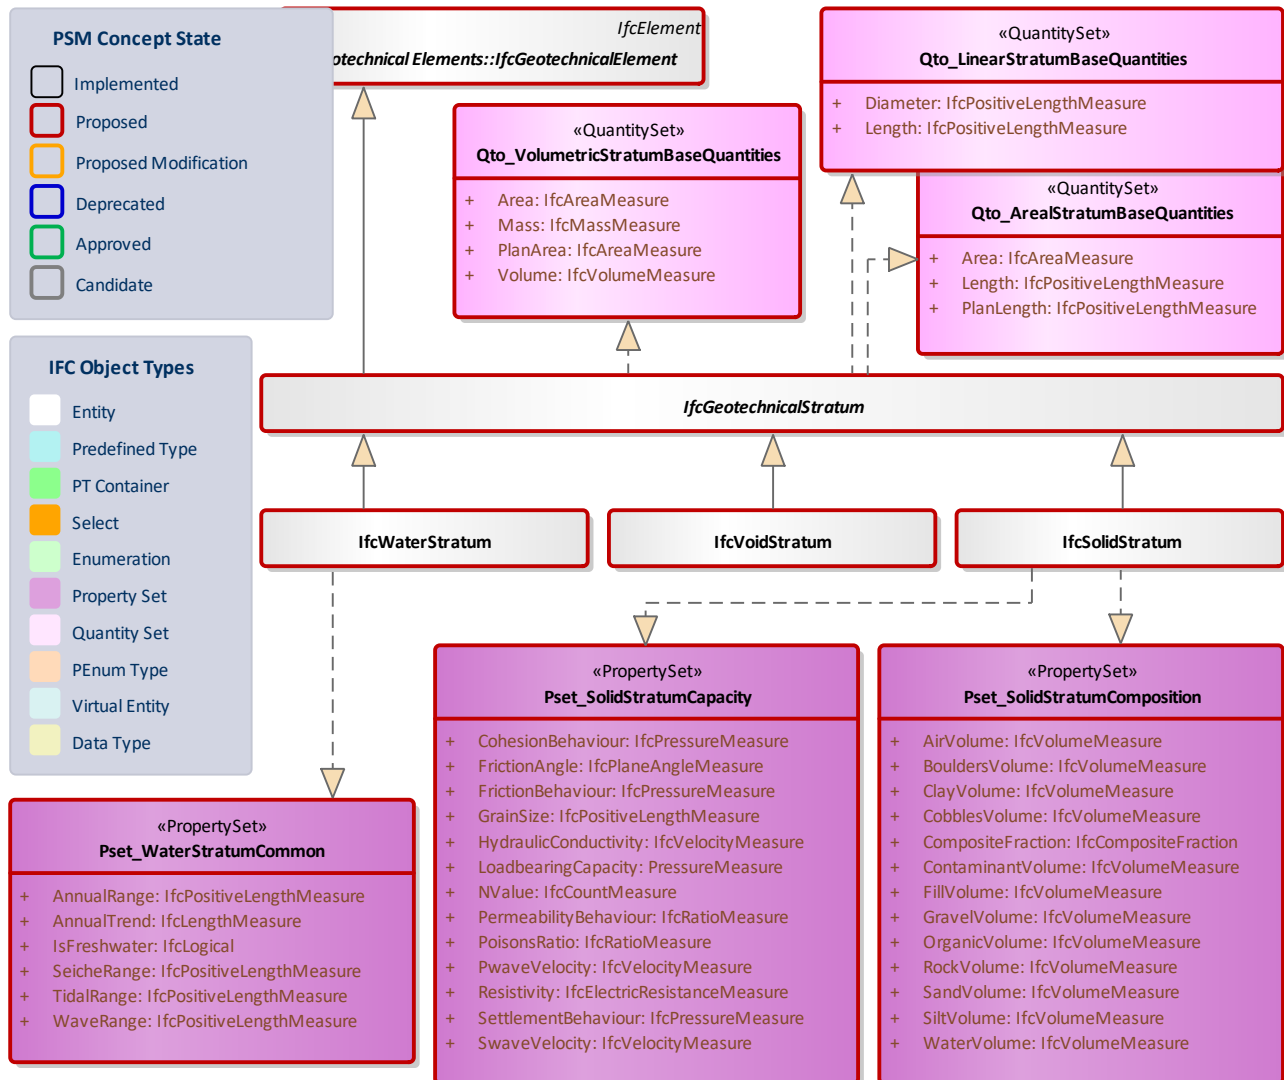 PSM Concept State
Implemented
Proposed
Proposed Modification
Deprecated
Approved
Candidate
IFC Object Types
Entity
Predefined Type
PT Container
Select
Enumeration
Property Set
Quantity Set
PEnum Type
Virtual Entity
Data Type
IfcElement
otechnical Elements::IfcGeotechnicalElement
«QuantitySet»
Qto_LinearStratumBaseQuantities
+ Diameter: IfcPositiveLengthMeasure
+ Length: IfcPositiveLengthMeasure
«QuantitySet»
Qto_VolumetricStratumBaseQuantities
+ Area: IfcAreaMeasure
+ Mass: IfcMassMeasure
+ PlanArea: IfcAreaMeasure
+ Volume: IfcVolumeMeasure
«QuantitySet»
Qto_ArealStratumBaseQuantities
+ Area: IfcAreaMeasure
+ Length: IfcPositiveLengthMeasure
+ PlanLength: IfcPositiveLengthMeasure
IfcGeotechnicalStratum
IfcWaterStratum
IfcVoidStratum
IfcSolidStratum
«PropertySet»
Pset_WaterStratumCommon
+ AnnualRange: IfcPositiveLengthMeasure
+ AnnualTrend: IfcLengthMeasure
+ IsFreshwater: IfcLogical
+ SeicheRange: IfcPositiveLengthMeasure
+ TidalRange: IfcPositiveLengthMeasure
+ WaveRange: IfcPositiveLengthMeasure
«PropertySet»
Pset_SolidStratumCapacity
+ CohesionBehaviour: IfcPressureMeasure
+ FrictionAngle: IfcPlaneAngleMeasure
+ FrictionBehaviour: IfcPressureMeasure
+ GrainSize: IfcPositiveLengthMeasure
+ HydraulicConductivity: IfcVelocityMeasure
+ LoadbearingCapacity: PressureMeasure
+ NValue: IfcCountMeasure
+ PermeabilityBehaviour: IfcRatioMeasure
+ PoisonsRatio: IfcRatioMeasure
+ PwaveVelocity: IfcVelocityMeasure
+ Resistivity: IfcElectricResistanceMeasure
+ SettlementBehaviour: IfcPressureMeasure
+ SwaveVelocity: IfcVelocityMeasure
«PropertySet»
Pset_SolidStratumComposition
+ AirVolume: IfcVolumeMeasure
+ BouldersVolume: IfcVolumeMeasure
+ ClayVolume: IfcVolumeMeasure
+ CobblesVolume: IfcVolumeMeasure
+ CompositeFraction: IfcCompositeFraction
+ ContaminantVolume: IfcVolumeMeasure
+ FillVolume: IfcVolumeMeasure
+ GravelVolume: IfcVolumeMeasure
+ OrganicVolume: IfcVolumeMeasure
+ RockVolume: IfcVolumeMeasure
+ SandVolume: IfcVolumeMeasure
+ SiltVolume: IfcVolumeMeasure
+ WaterVolume: IfcVolumeMeasure